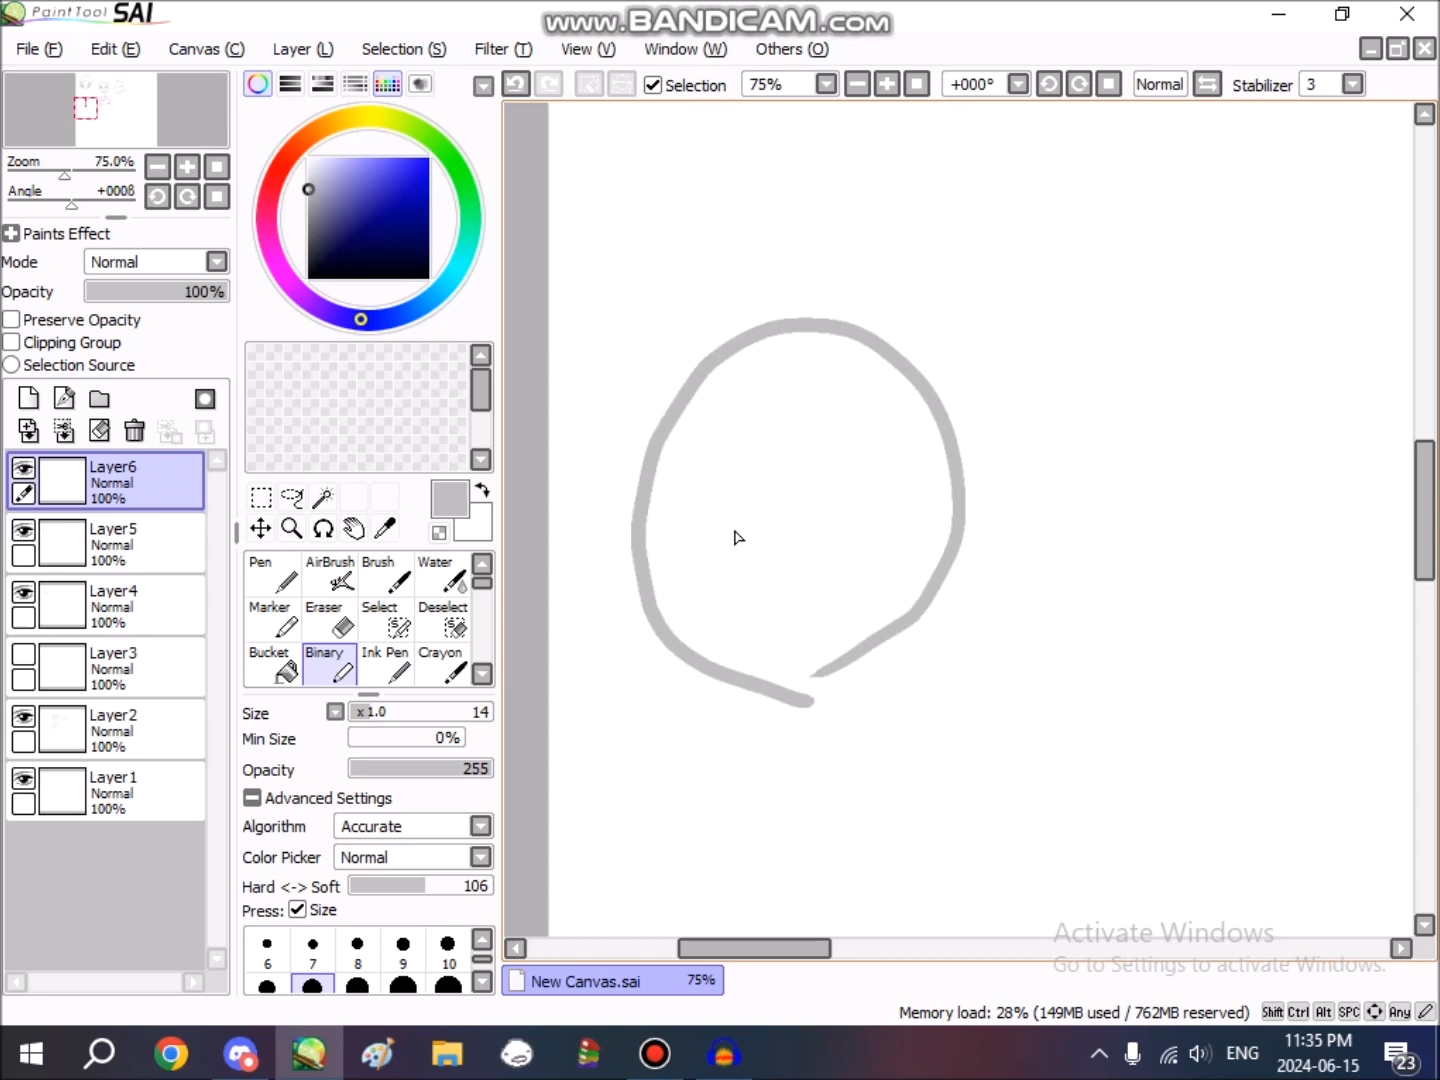 PaintTool SAI
www.BANDICAM.com
File (F) Edit (E) Canvas (C) Layer (L) Selection (S) Filter (T) View (V) Window (W) Others (O)
Selection 75% +000° Normal Stabilizer 3
Zoom 75.0%
Angle +000ß
Paints Effect
Mode Normal
Opacity 100%
Preserve Opacity
Clipping Group
Selection Source
Layer6
Normal
100%
Layer5
Normal
100%
Layer4
Normal
100%
Layer3
Normal
100%
Layer2
Normal
100%
Layer1
Normal
100%
Pen AirBrush Brush Water
Marker Eraser Select Deselect
Bucket Binary Ink Pen Crayon
Size x1.0 14
Min Size 0%
Opacity 255
Advanced Settings
Algorithm Accurate
Color Picker Normal
Hard <-> Soft 106
Press: Size
6 7 8 9 10
Activate Windows
Go to Settings to activate Windows.
New Canvas.sai 75%
Memory load: 28% (149MB used / 762MB reserved) Shift Ctrl Alt SPC Any
ENG
11:35 PM
2024-06-15
23